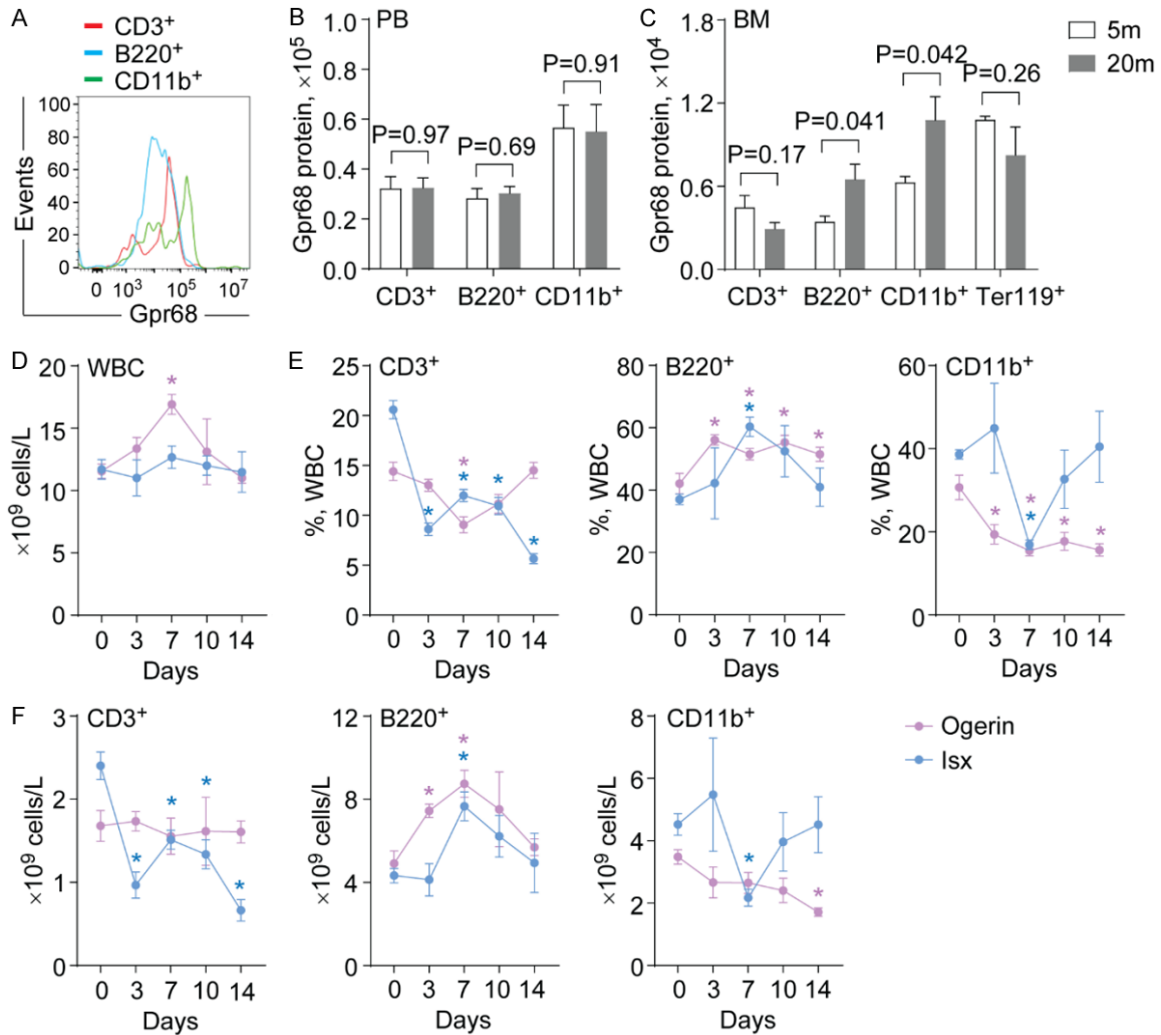 A
CD3⁺
B220⁺
CD11b⁺
Events
100
80
60
40
20
0
0 10³ 10⁵ 10⁷
Gpr68
B
PB
Gpr68 protein, ×10⁵
1.0
0.8
0.6
0.4
0.2
0.0
P=0.97
P=0.69
P=0.91
CD3⁺ B220⁺ CD11b⁺
C
BM
Gpr68 protein, ×10⁴
1.8
1.2
0.6
0.0
P=0.17
P=0.041
P=0.042
P=0.26
CD3⁺ B220⁺ CD11b⁺ Ter119⁺
5m
20m
D
WBC
×10⁹ cells/L
20
15
10
5
0
* 
0 3 7 10 14
Days
E
CD3⁺
%, WBC
25
20
15
10
5
0
* * * * *
0 3 7 10 14
Days
B220⁺
%, WBC
80
60
40
20
0
* * * * *
0 3 7 10 14
Days
CD11b⁺
%, WBC
60
40
20
0
* * * * *
0 3 7 10 14
Days
F
CD3⁺
×10⁹ cells/L
3
2
1
0
* * * *
0 3 7 10 14
Days
B220⁺
×10⁹ cells/L
12
8
4
0
* * *
0 3 7 10 14
Days
CD11b⁺
×10⁹ cells/L
8
6
4
2
0
* *
0 3 7 10 14
Days
Ogerin
Isx